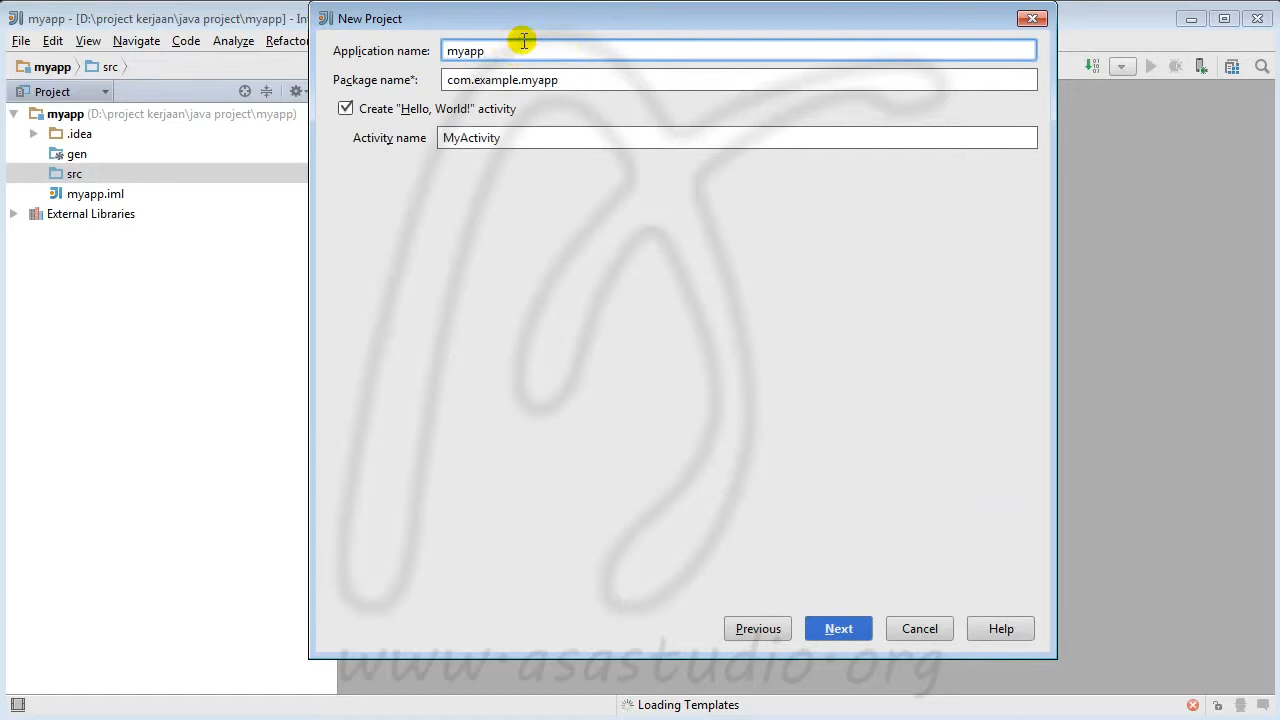 myapp - [D:\project kerjaan\java project\myapp] - Int
File Edit View Navigate Code Analyze Refacto
myapp src
Project
myapp (D:\project kerjaan\java project\myapp)
.idea
gen
src
myapp.iml
External Libraries
New Project
Application name: myapp
Package name*: com.example.myapp
Create "Hello, World!" activity
Activity name MyActivity
Previous Next Cancel Help
www.asastudio.org
Loading Templates